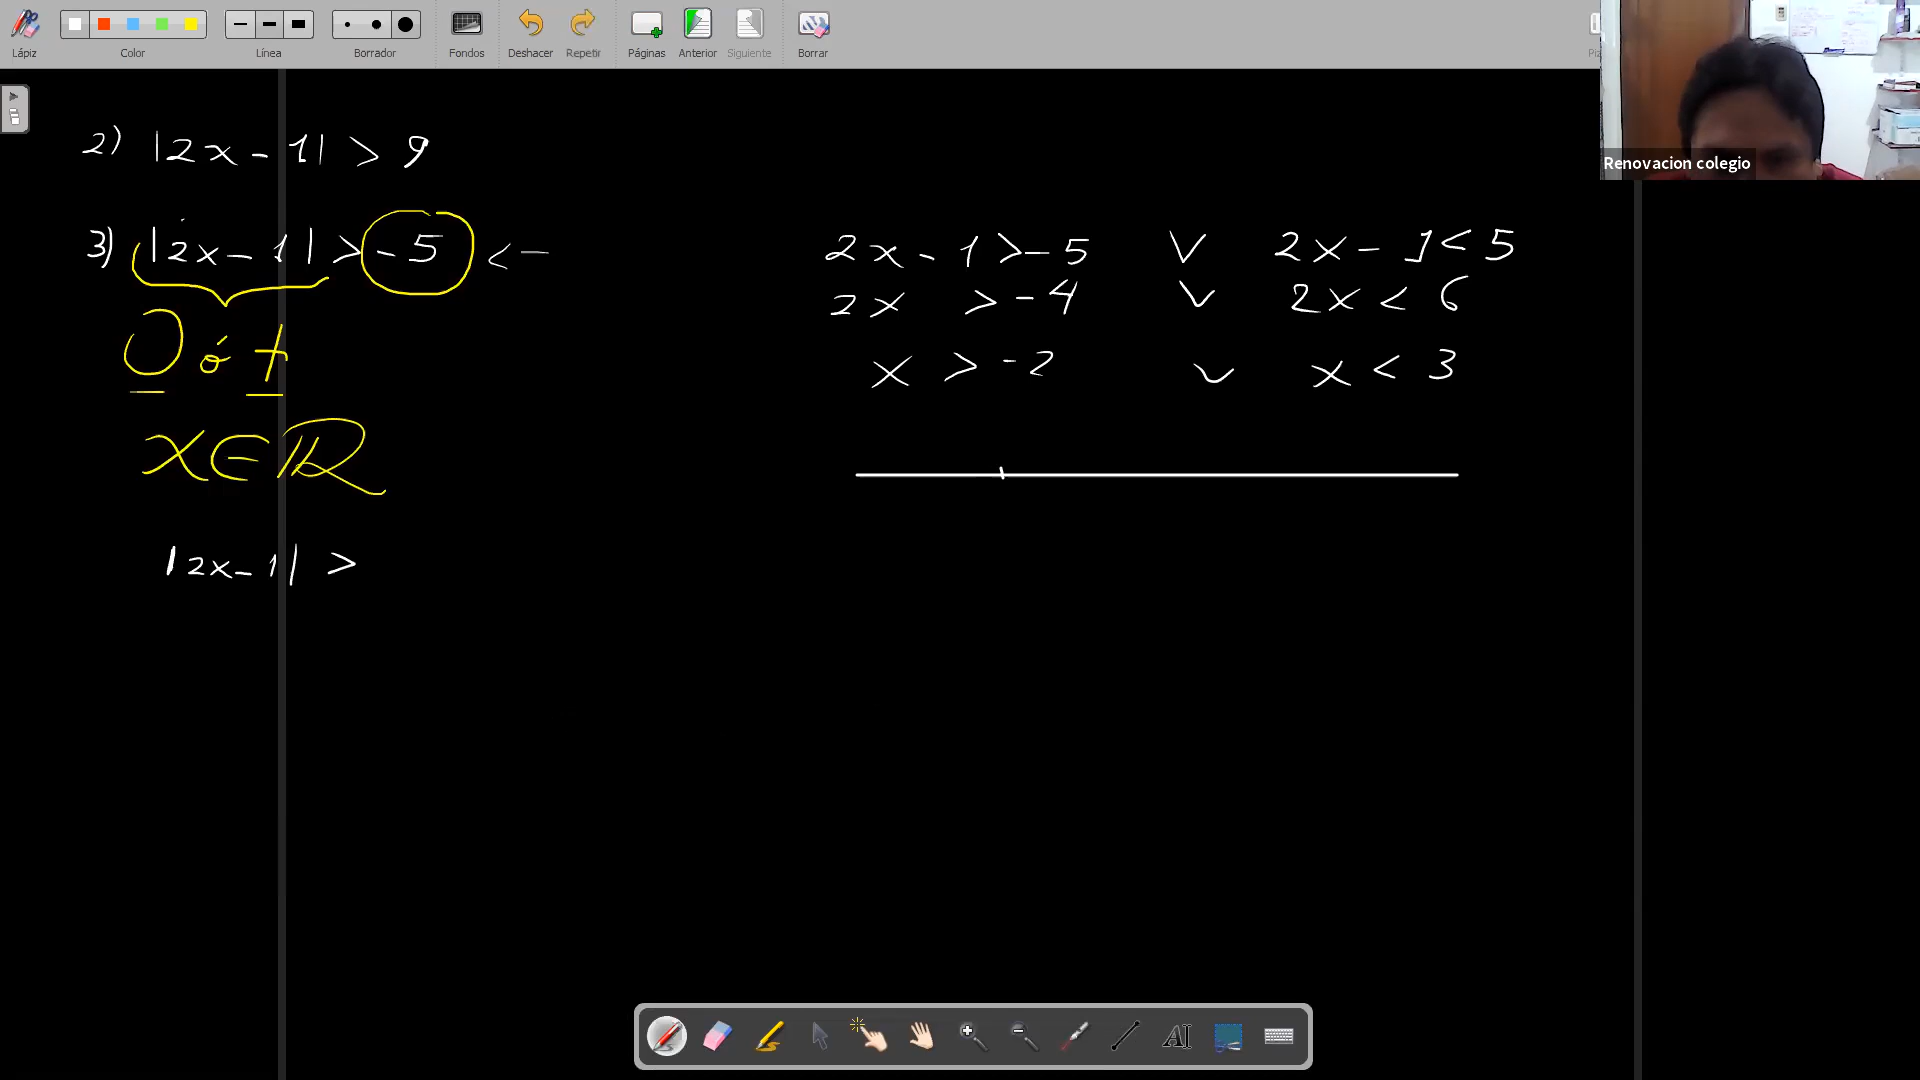 Lápiz Color Línea Borrador Fondos Deshacer Repetir Páginas Anterior Siguiente Borrar
Renovacion colegio
2) |2x - 1| > 9
3) |2x - 1| > - 5 < -
0 ó +
x ∈ ℝ
|2x - 1| >
2x - 1 > - 5 V 2x - 1 < 5
2x > - 4 V 2x < 6
x > - 2 V x < 3
AI